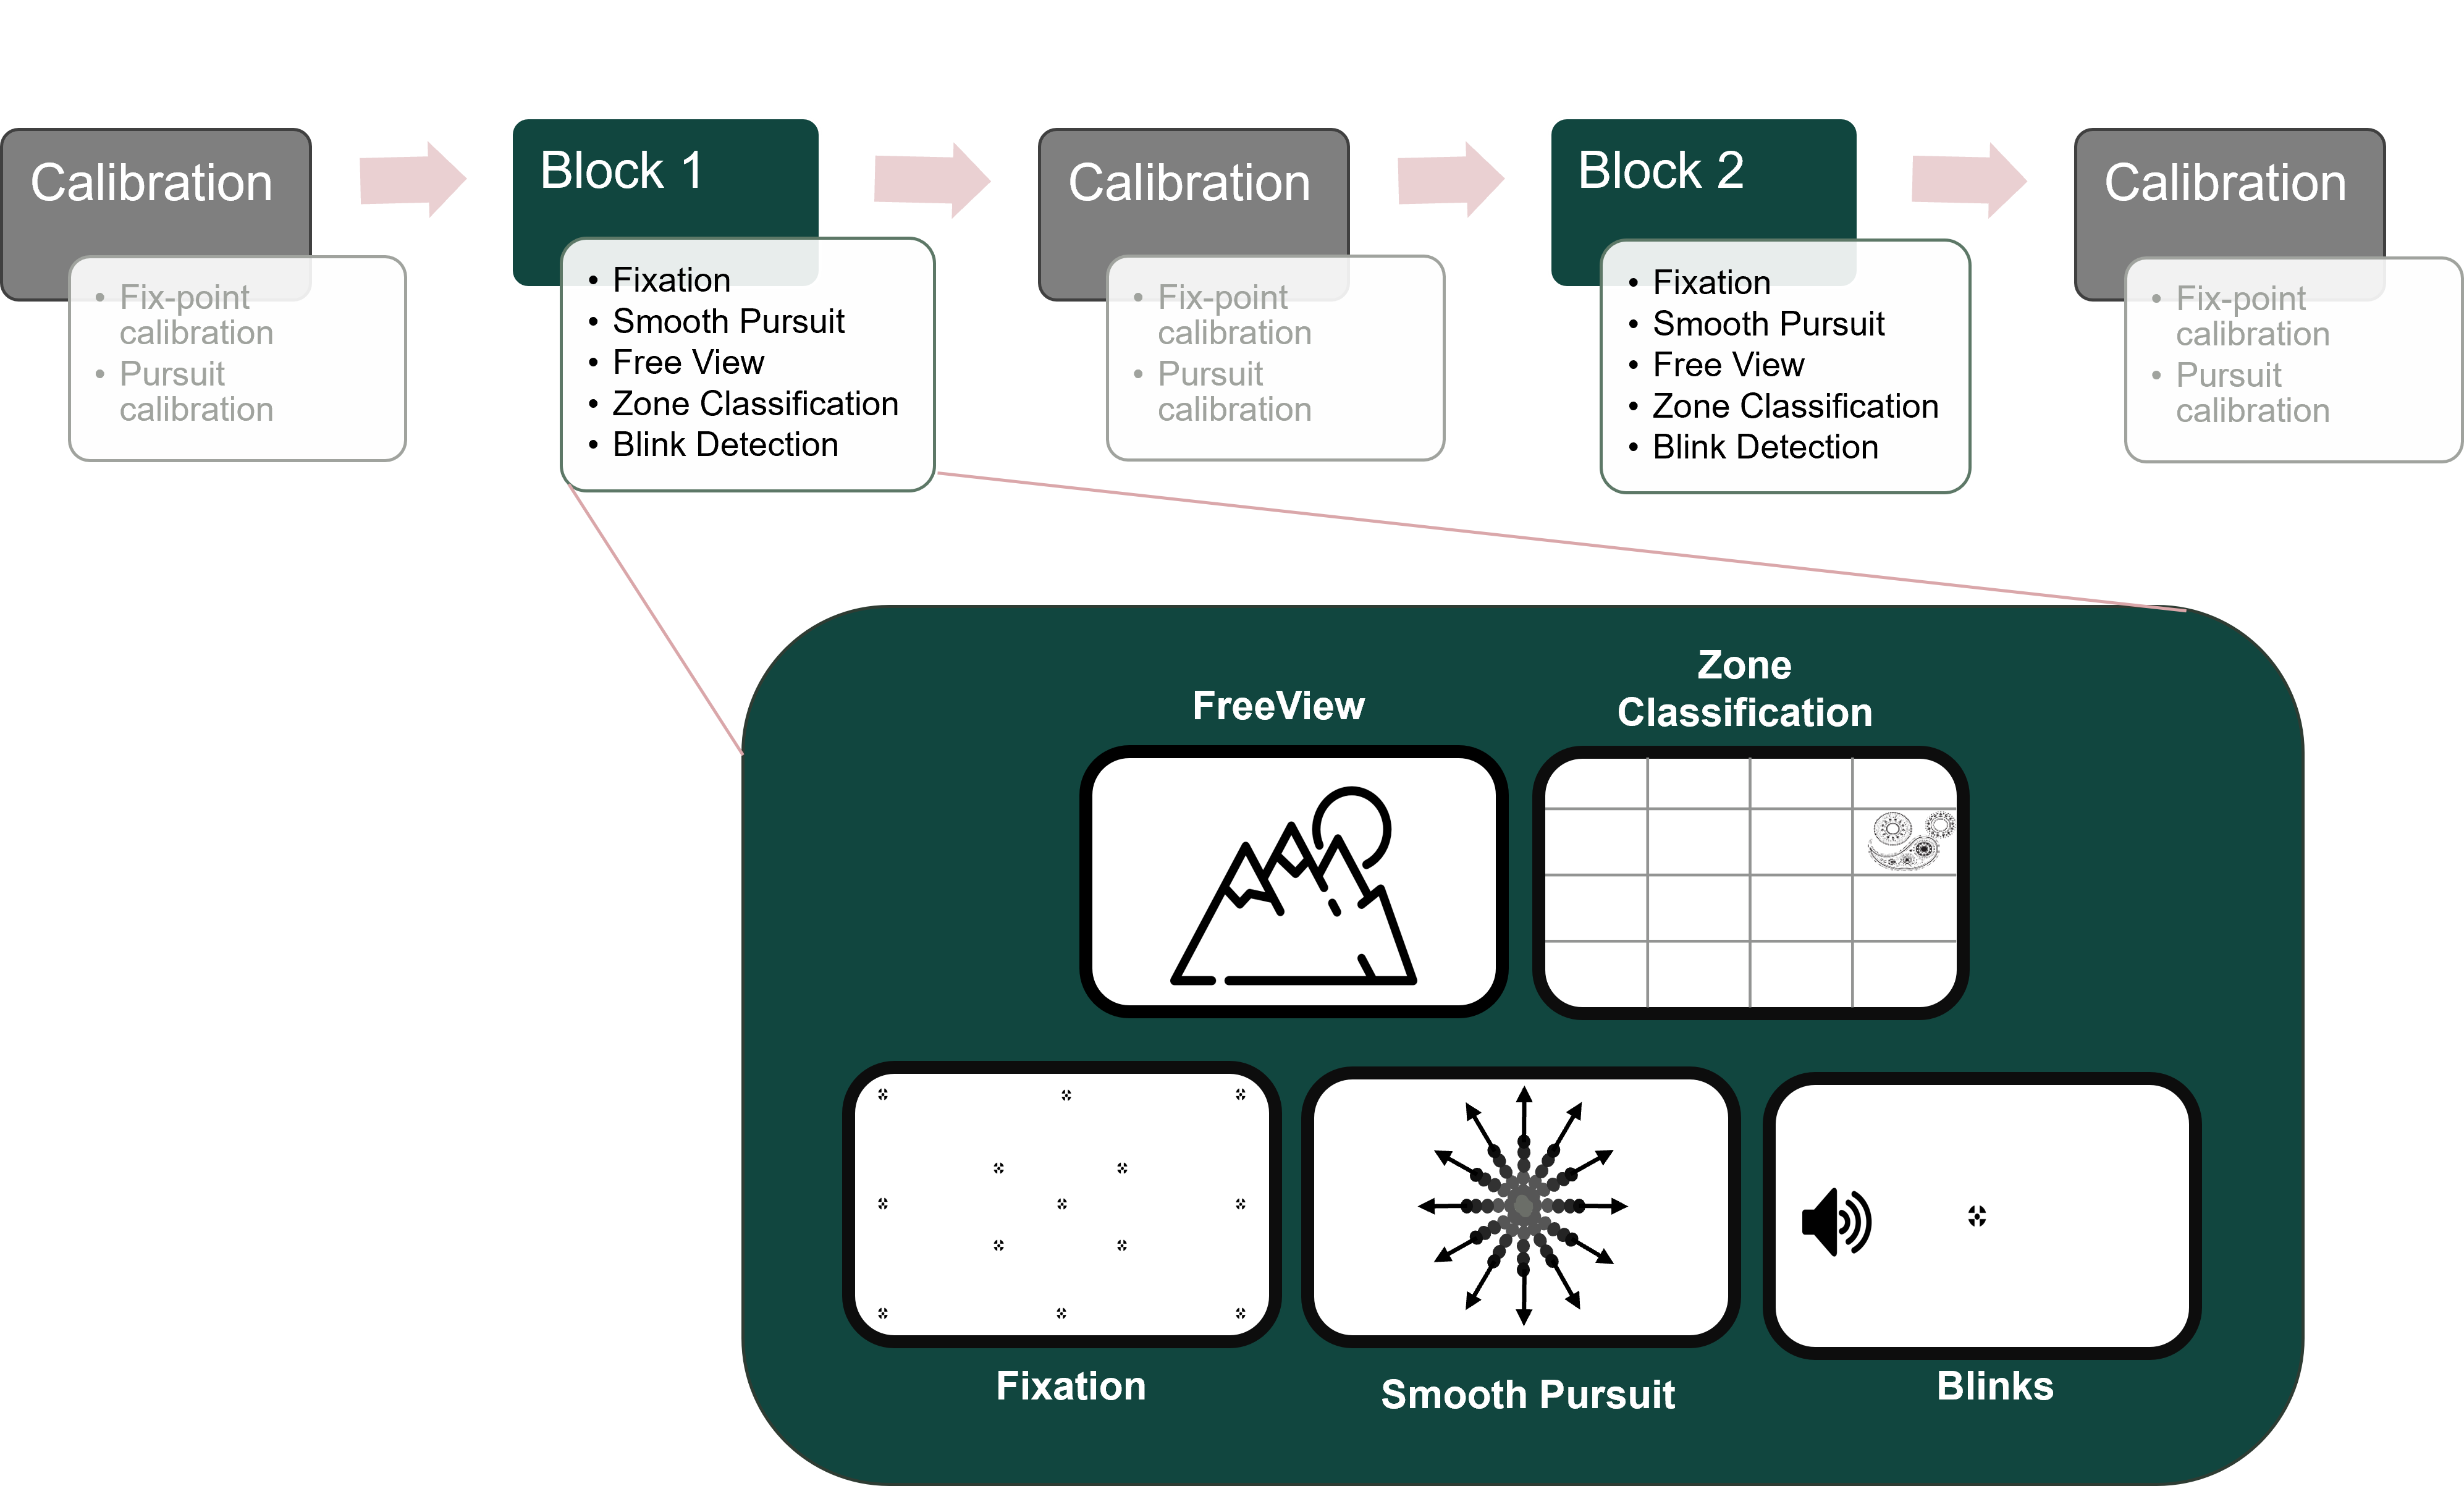 Calibration
• Fix-point
calibration
• Pursuit
calibration
Block 1
• Fixation
• Smooth Pursuit
• Free View
• Zone Classification
• Blink Detection
Calibration
• Fix-point
calibration
• Pursuit
calibration
Block 2
• Fixation
• Smooth Pursuit
• Free View
• Zone Classification
• Blink Detection
Calibration
• Fix-point
calibration
• Pursuit
calibration
FreeView
Zone
Classification
Fixation
Smooth Pursuit
Blinks